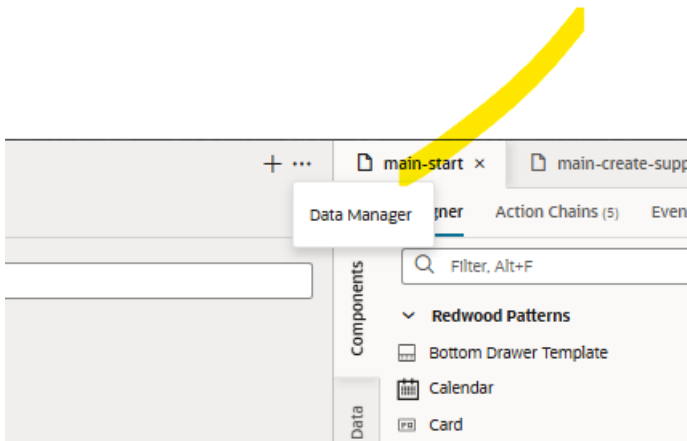 main-start
main-create-supp
Data Manager
gner Action Chains (5) Even
Filter, Alt+F
Components
Redwood Patterns
Bottom Drawer Template
Calendar
Data
Card